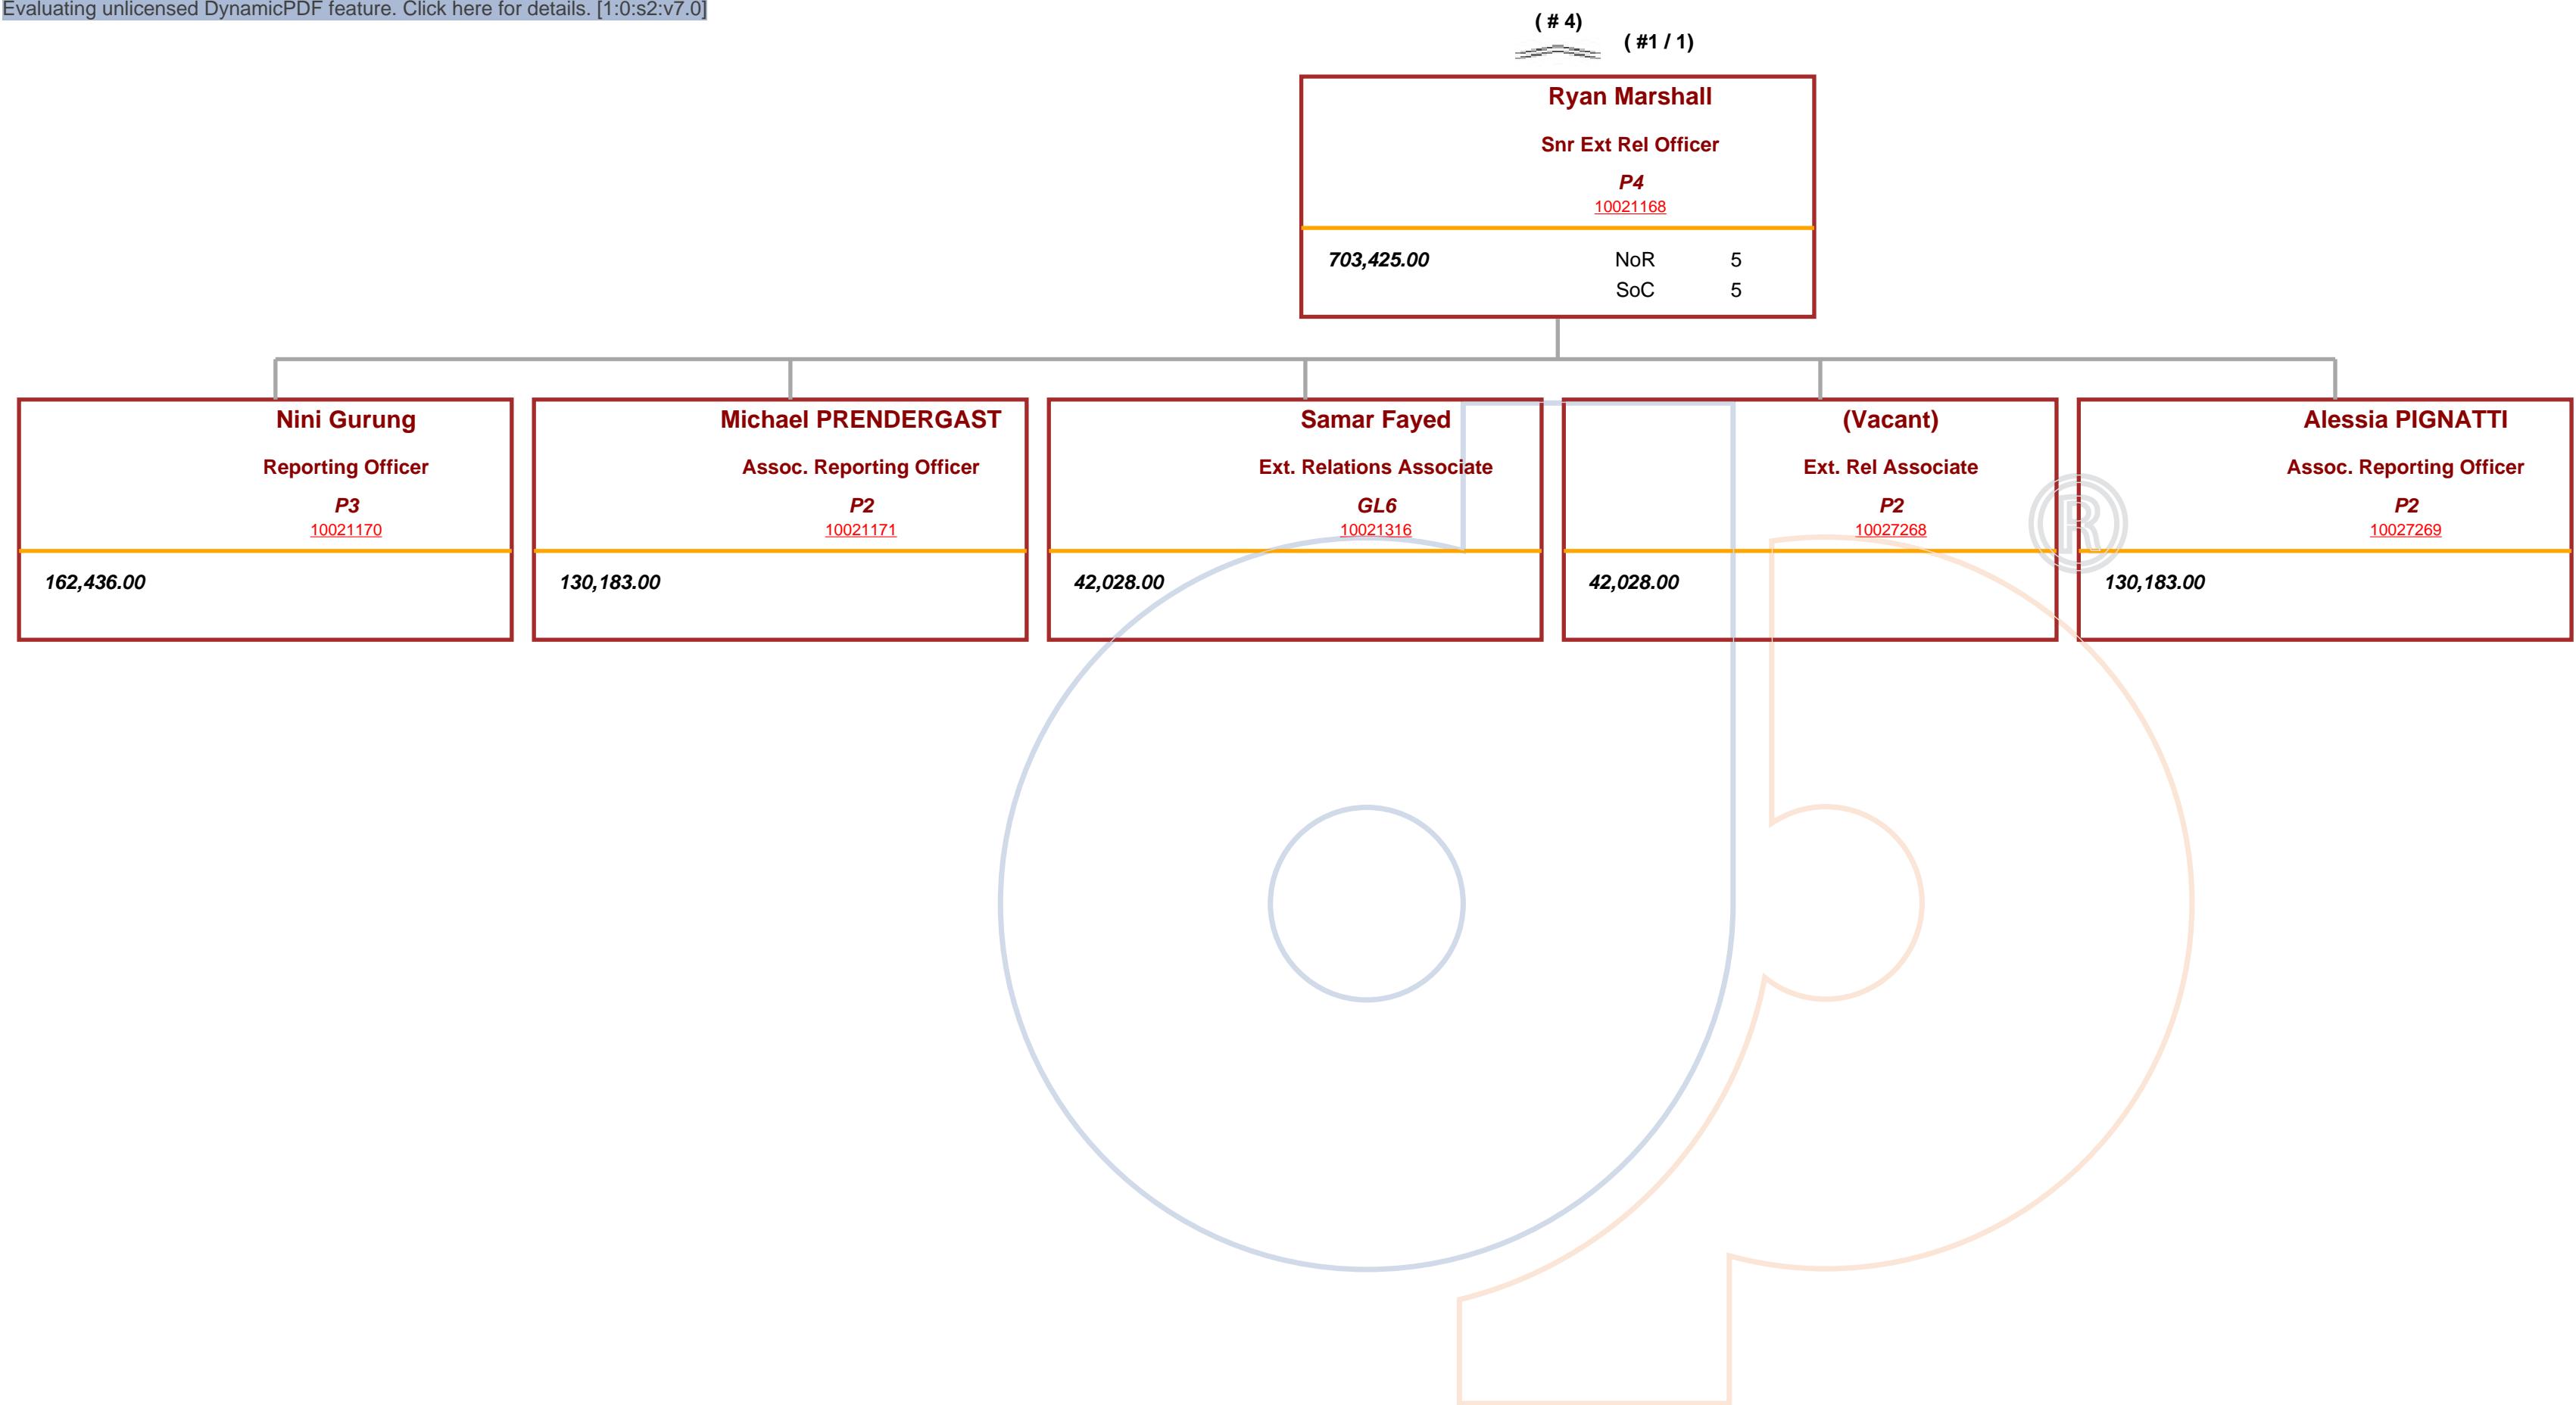 Evaluating unlicensed DynamicPDF feature. Click here for details. [1:0:s2:v7.0]
( # 4)
( #1 / 1)
Ryan Marshall
Snr Ext Rel Officer
P4
10021168
703,425.00 NoR 5
SoC 5
Nini Gurung
Reporting Officer
P3
10021170
162,436.00
Michael PRENDERGAST
Assoc. Reporting Officer
P2
10021171
130,183.00
Samar Fayed
Ext. Relations Associate
GL6
10021316
42,028.00
(Vacant)
Ext. Rel Associate
P2
10027268
42,028.00
Alessia PIGNATTI
Assoc. Reporting Officer
P2
10027269
130,183.00
®